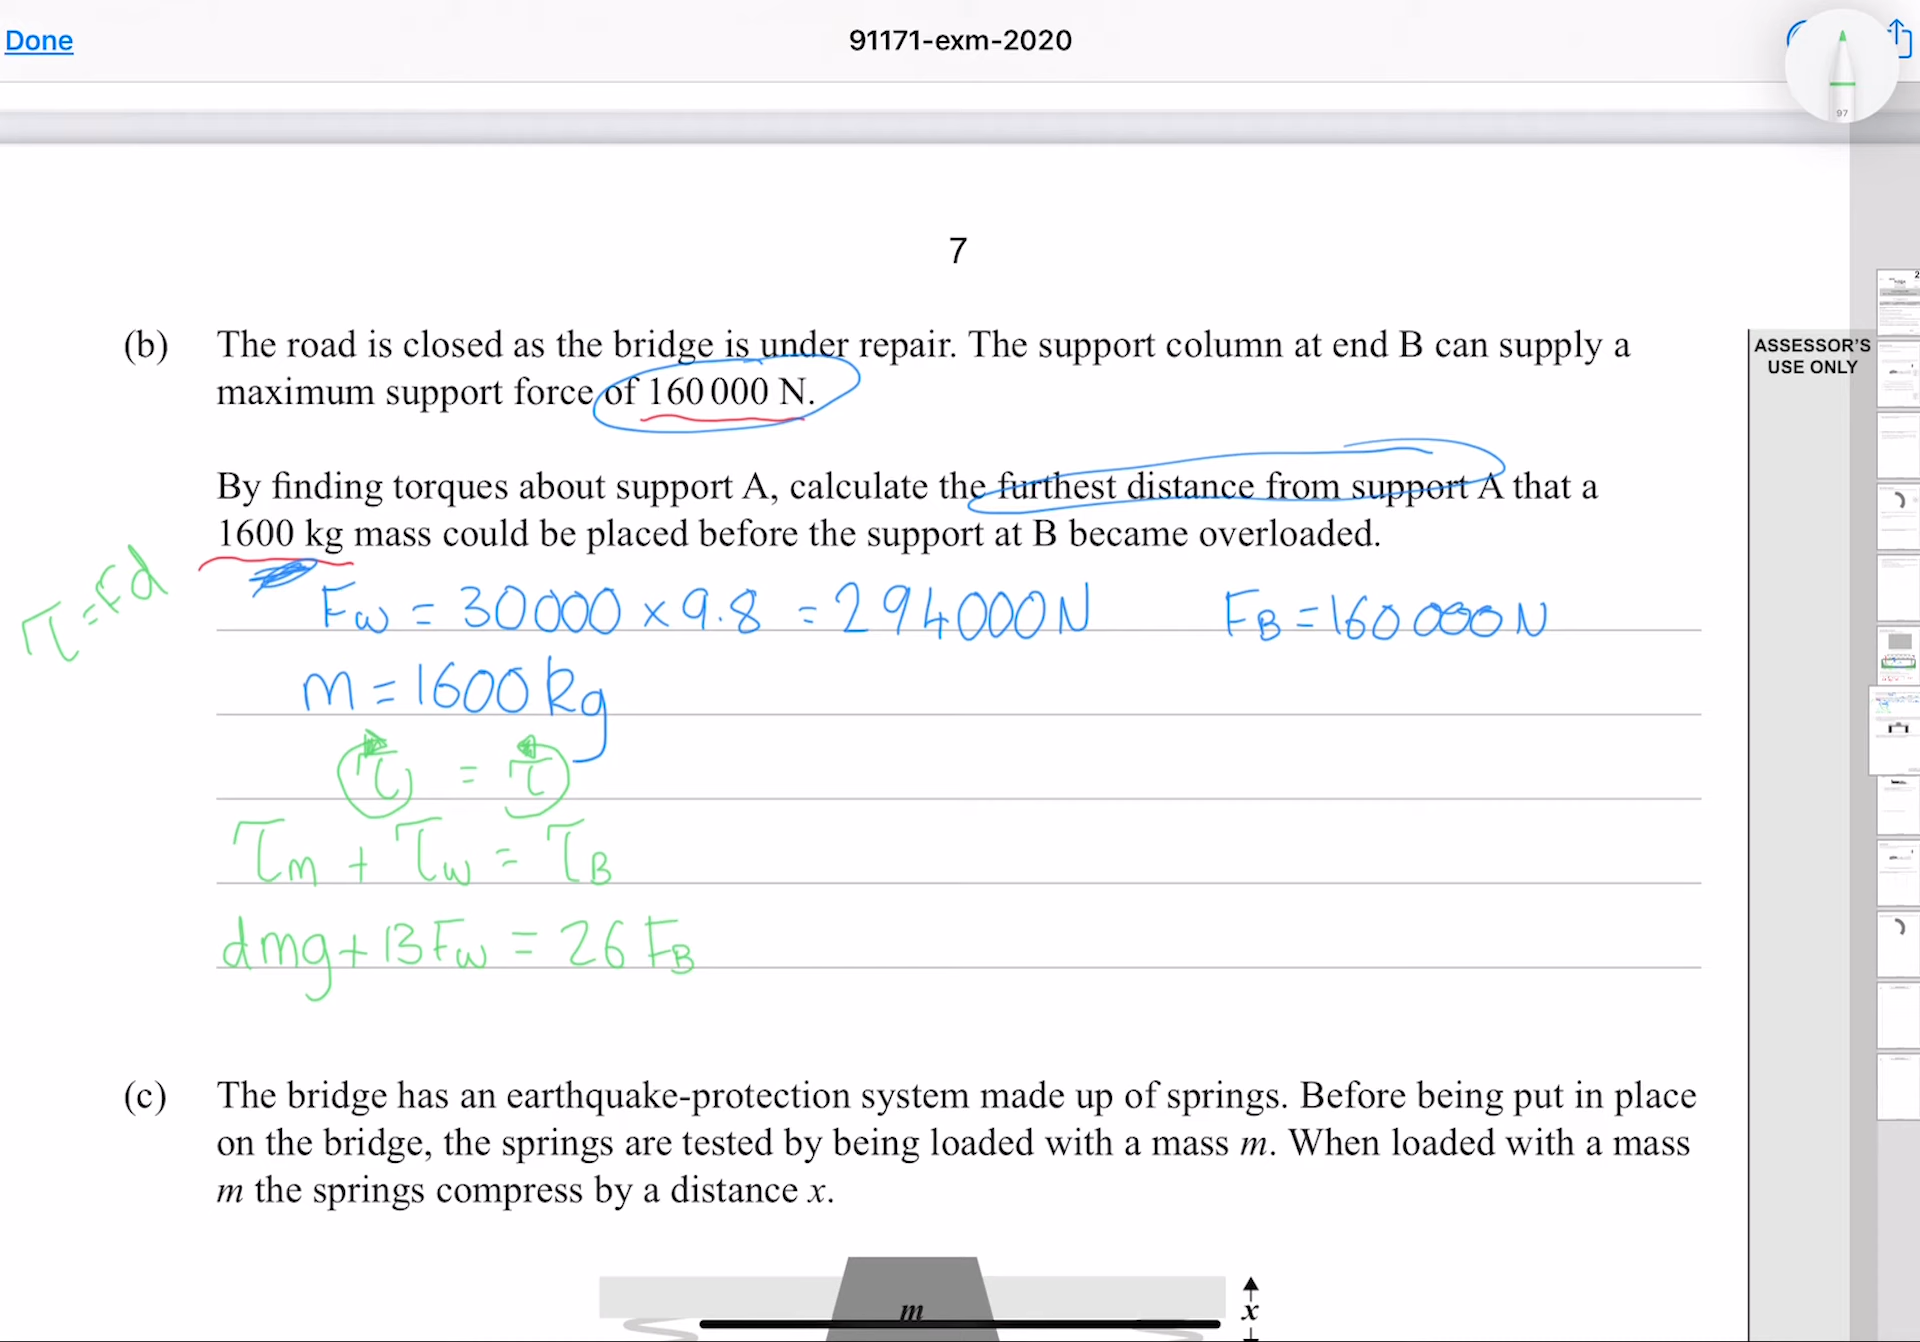 Done
91171-exm-2020
97
7
(b) The road is closed as the bridge is under repair. The support column at end B can supply a
maximum support force of 160 000 N.
ASSESSOR'S
USE ONLY
By finding torques about support A, calculate the furthest distance from support A that a
1600 kg mass could be placed before the support at B became overloaded.
τ=Fd
Fw = 30000 × 9.8 = 294000N FB = 160000N
m = 1600 kg
τ = τ
τm + τw = τB
dmg + 13Fw = 26 FB
(c) The bridge has an earthquake-protection system made up of springs. Before being put in place
on the bridge, the springs are tested by being loaded with a mass m. When loaded with a mass
m the springs compress by a distance x.
m
x